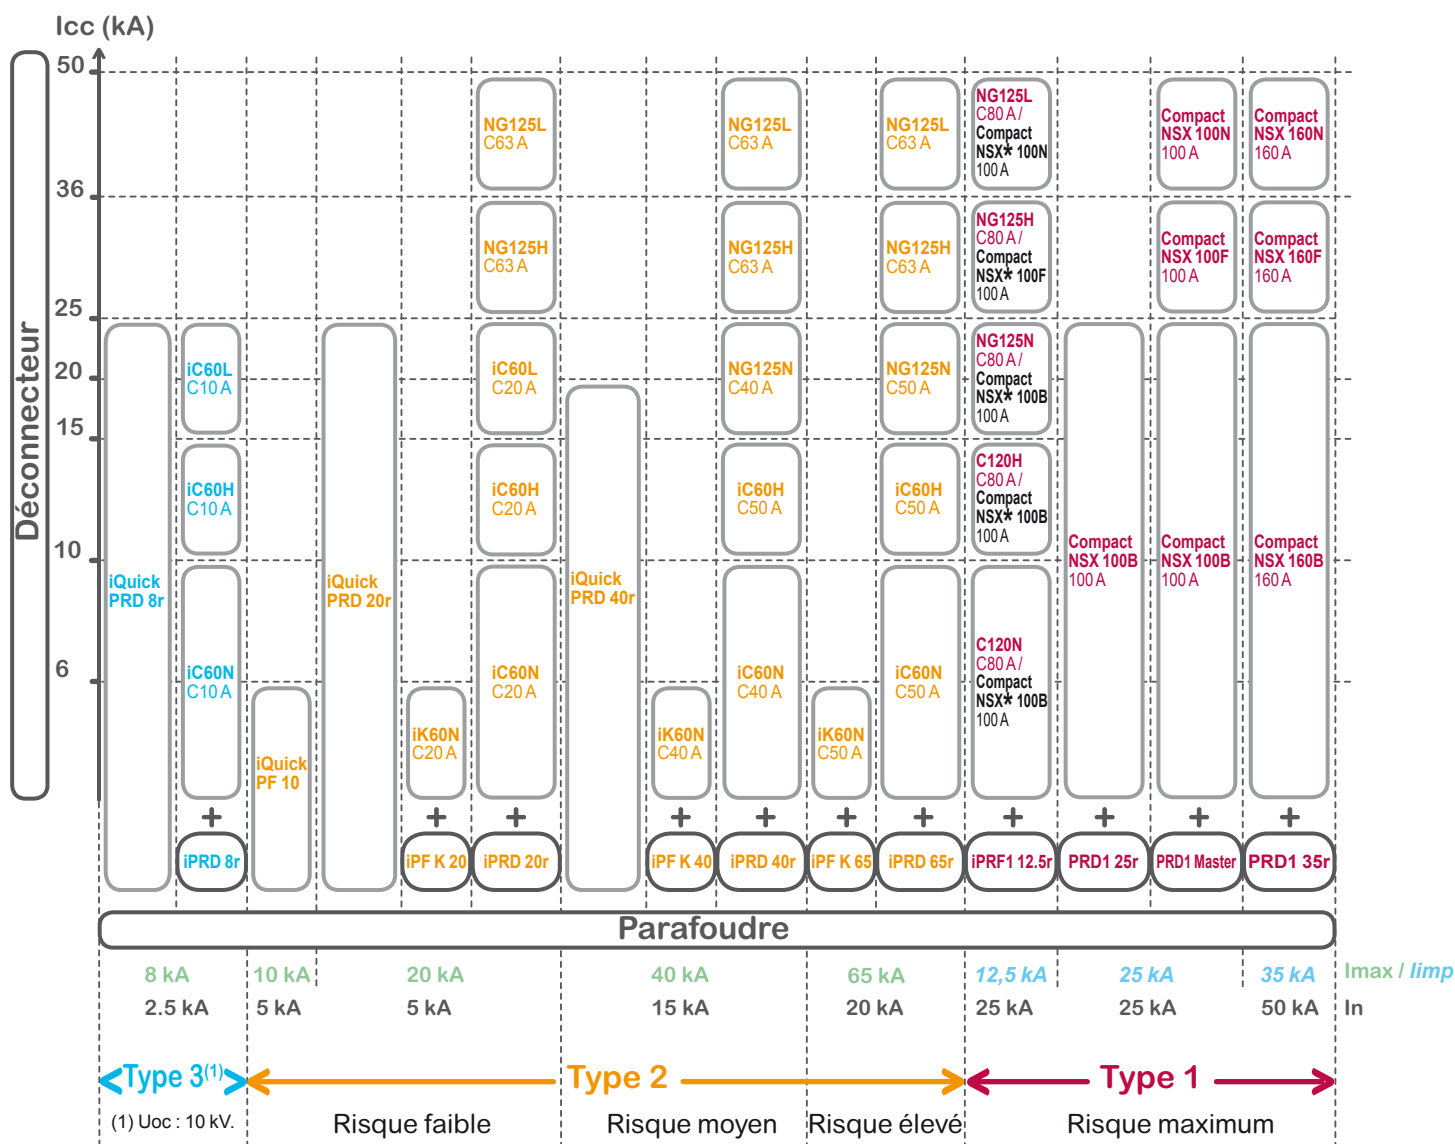 Icc (kA)
Déconnecteur
50
36
25
20
15
10
6
NG125L
C63 A
NG125L
C63 A
NG125L
C63 A
NG125L
C80 A /
Compact
NSX* 100N
100 A
Compact
NSX 100N
100 A
Compact
NSX 160N
160 A
NG125H
C63 A
NG125H
C63 A
NG125H
C63 A
NG125H
C80 A /
Compact
NSX* 100F
100 A
Compact
NSX 100F
100 A
Compact
NSX 160F
160 A
iC60L
C10 A
iC60L
C20 A
NG125N
C40 A
NG125N
C50 A
NG125N
C80 A /
Compact
NSX* 100B
100 A
iC60H
C10 A
iC60H
C20 A
iC60H
C50 A
iC60H
C50 A
C120H
C80 A /
Compact
NSX* 100B
100 A
iQuick
PRD 8r
iQuick
PRD 20r
iQuick
PRD 40r
Compact
NSX 100B
100 A
Compact
NSX 100B
100 A
Compact
NSX 160B
160 A
iC60N
C10 A
iC60N
C20 A
iC60N
C40 A
iC60N
C50 A
C120N
C80 A /
Compact
NSX* 100B
100 A
iQuick
PF 10
iK60N
C20 A
iK60N
C40 A
iK60N
C50 A
+ + + + + + + + + +
iPRD 8r iPF K 20 iPRD 20r iPF K 40 iPRD 40r iPF K 65 iPRD 65r iPRF1 12.5r PRD1 25r PRD1 Master PRD1 35r
Parafoudre
8 kA 10 kA 20 kA 40 kA 65 kA 12,5 kA 25 kA 35 kA Imax / limp
2.5 kA 5 kA 5 kA 15 kA 20 kA 25 kA 25 kA 50 kA In
Type 3(1) Type 2 Type 1
(1) Uoc : 10 kV. Risque faible Risque moyen Risque élevé Risque maximum